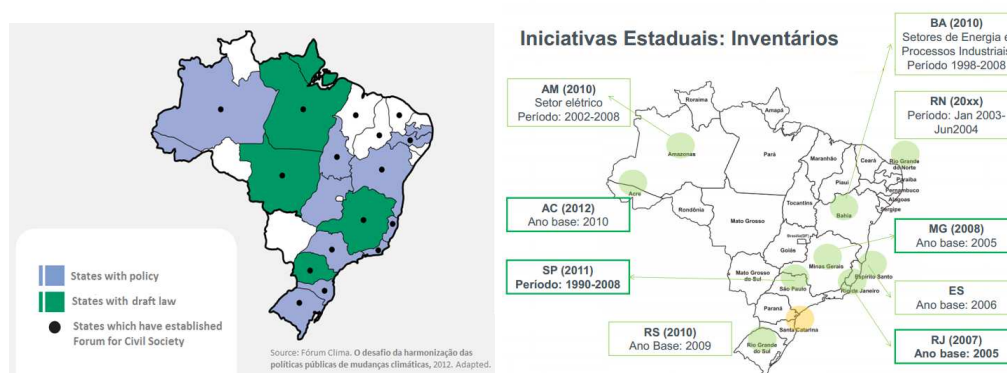 States with policy
States with draft law
States which have established
Forum for Civil Society
Source: Fórum Clima. O desafio da harmonização das
políticas públicas de mudanças climáticas, 2012. Adapted.
Iniciativas Estaduais: Inventários
BA (2010)
Setores de Energia e
Processos Industriais
Período 1998-2008
AM (2010)
Setor elétrico
Período: 2002-2008
RN (20xx)
Período: Jan 2003-
Jun2004
AC (2012)
Ano base: 2010
MG (2008)
Ano base: 2005
SP (2011)
Período: 1990-2008
ES
Ano base: 2006
RS (2010)
Ano Base: 2009
RJ (2007)
Ano base: 2005
Roraima
Amapá
Amazonas
Pará
Maranhão
Ceará
Rio Grande
do Norte
Paraíba
Pernambuco
Alagoas
Sergipe
Piauí
Acre
Rondônia
Tocantins
Bahia
Mato Grosso
Goiás
Minas Gerais
Espírito Santo
Mato Grosso
do Sul
São Paulo
Rio de Janeiro
Paraná
Santa Catarina
Rio Grande
do Sul